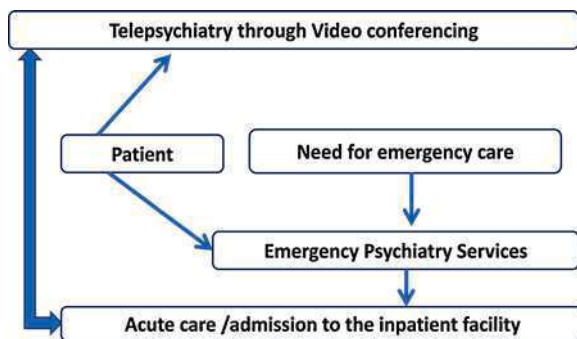 Telepsychiatry through Video conferencing
Patient
Need for emergency care
Emergency Psychiatry Services
Acute care /admission to the inpatient facility